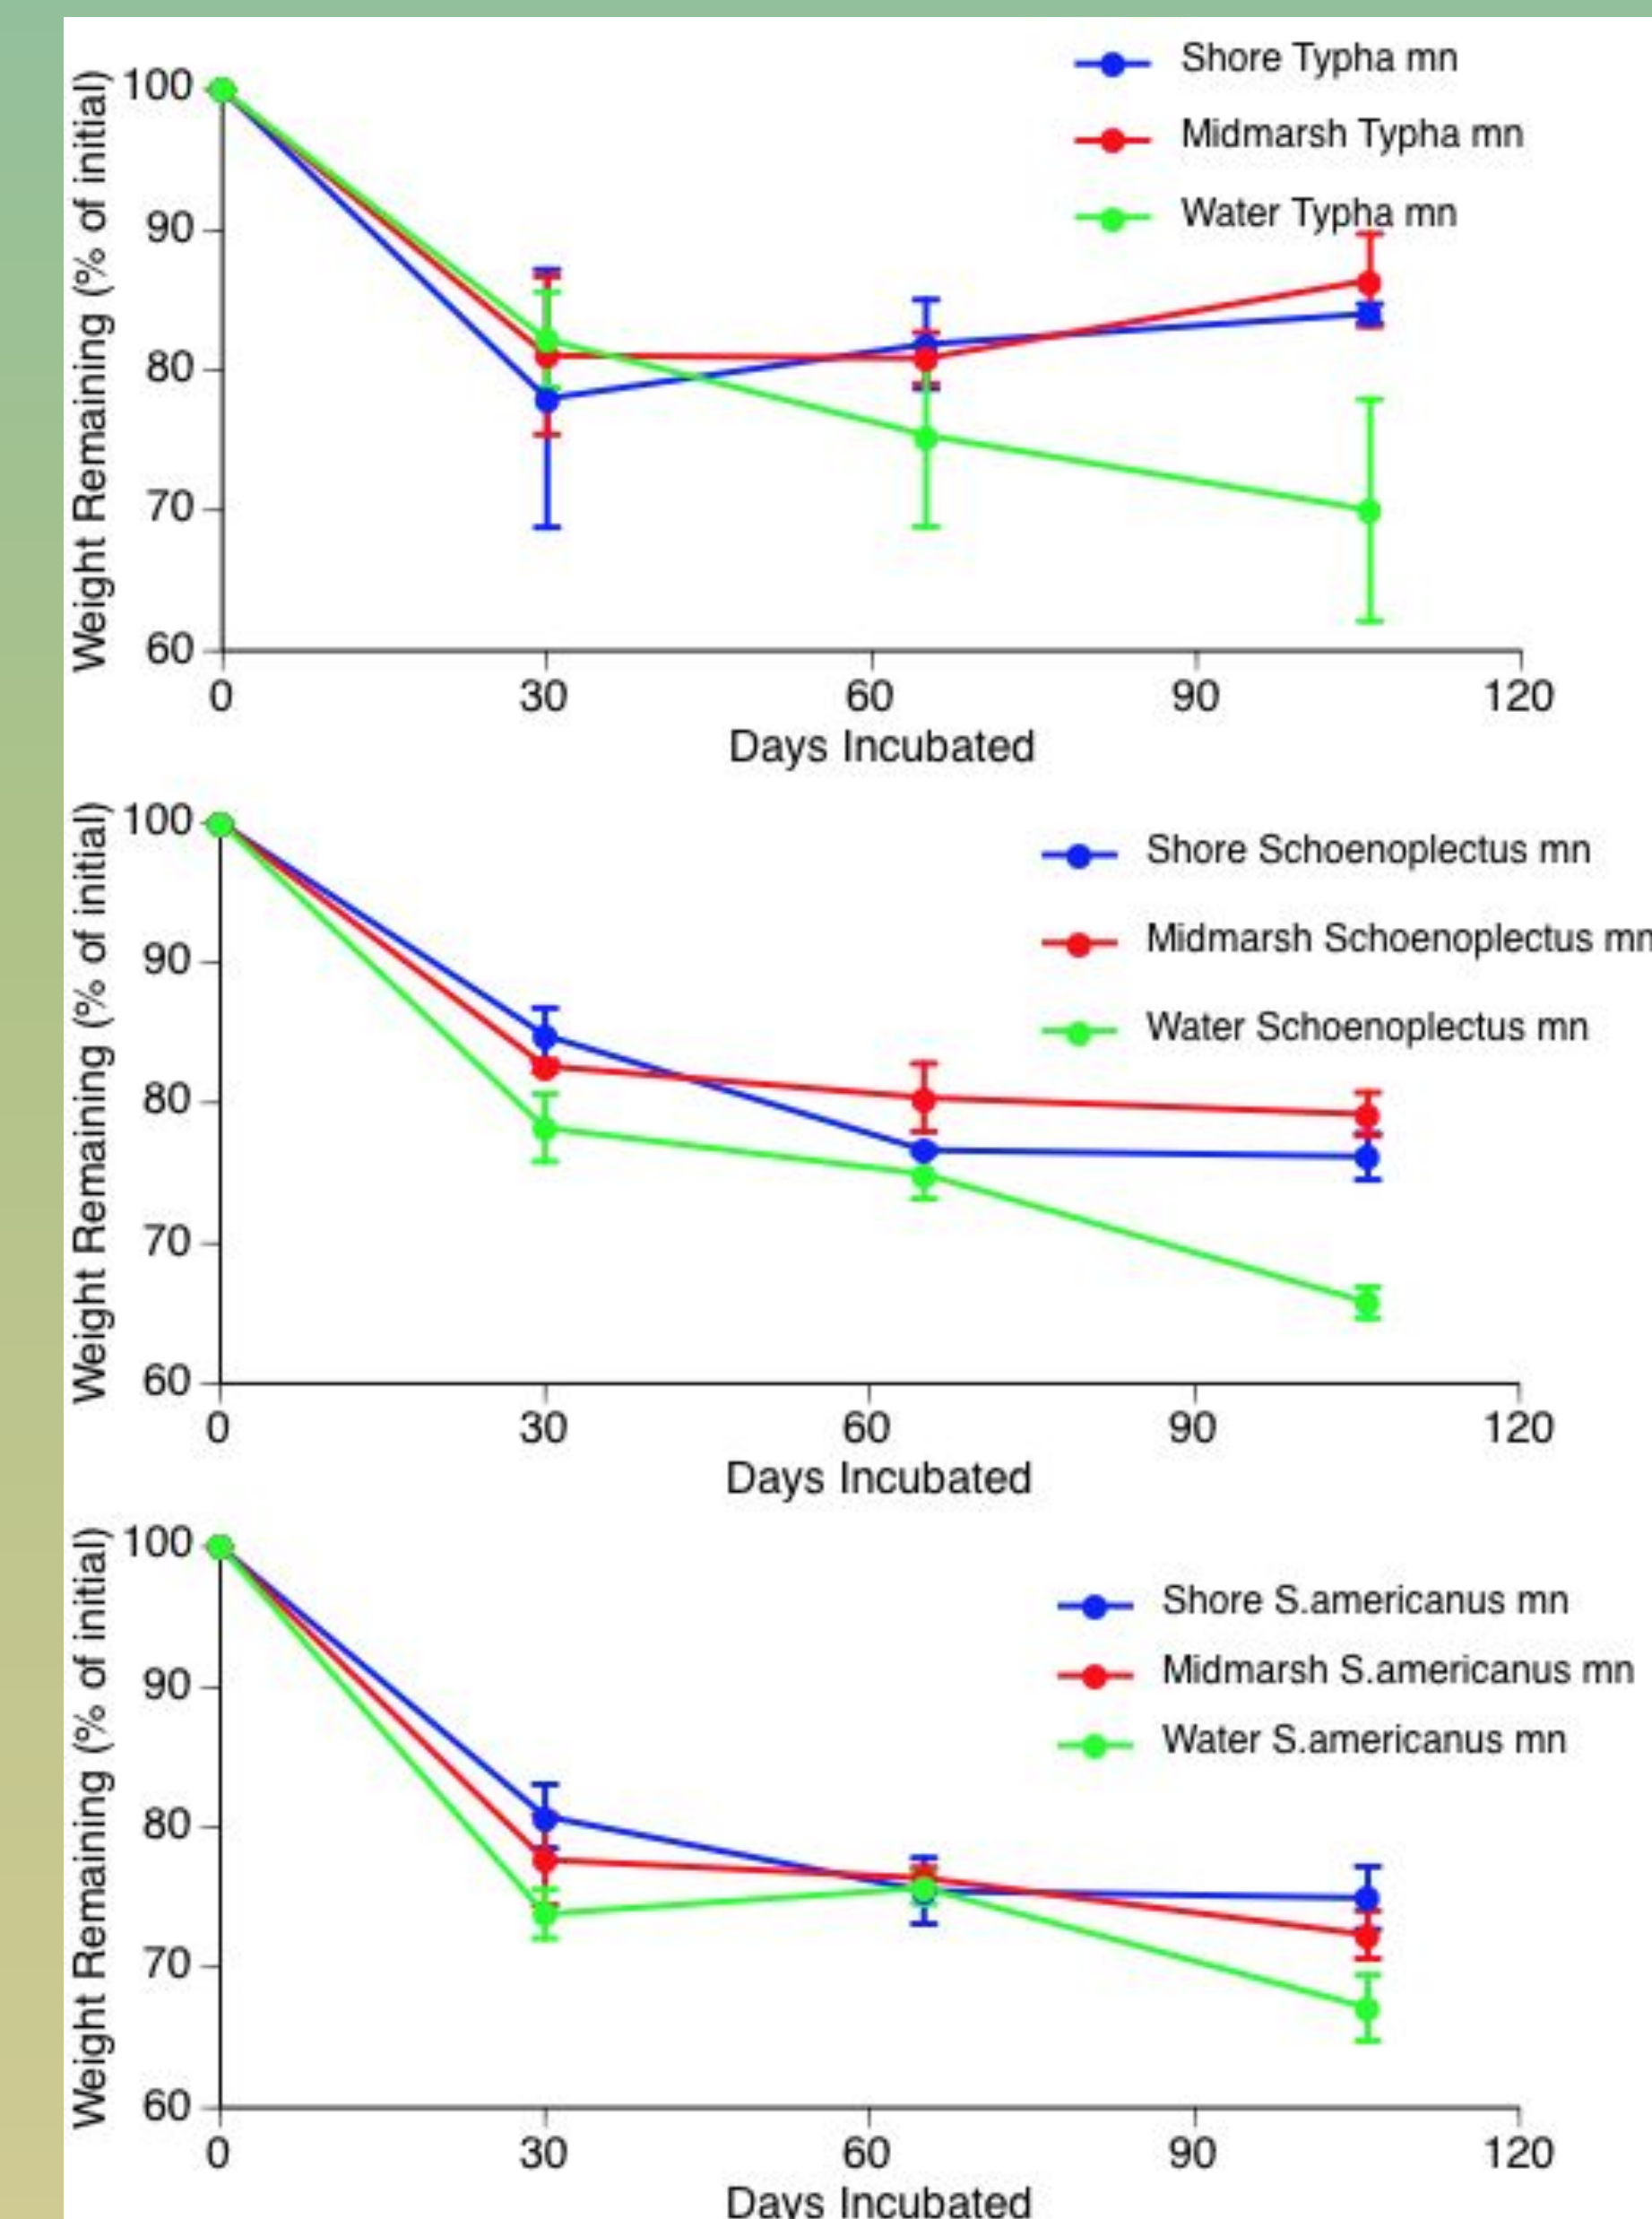 Weight Remaining (% of initial)
100
90
80
70
60
0 30 60 90 120
Days Incubated
Shore Typha mn
Midmarsh Typha mn
Water Typha mn
Weight Remaining (% of initial)
100
90
80
70
60
0 30 60 90 120
Days Incubated
Shore Schoenoplectus mn
Midmarsh Schoenoplectus mn
Water Schoenoplectus mn
Weight Remaining (% of initial)
100
90
80
70
60
0 30 60 90 120
Days Incubated
Shore S.americanus mn
Midmarsh S.americanus mn
Water S.americanus mn